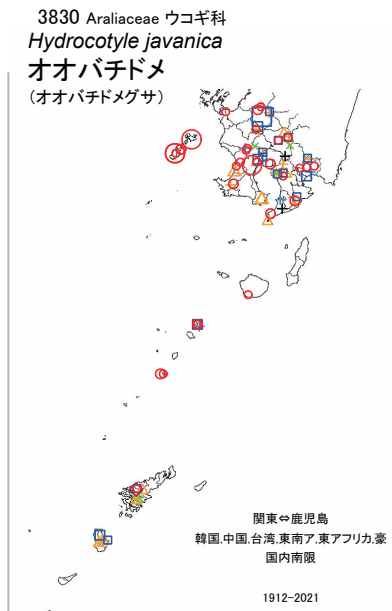 3830 Araliaceae ウコギ科
Hydrocotyle javanica
オオバチドメ
(オオバチドメグサ)
関東⇔鹿児島
韓国,中国,台湾,東南ア,東アフリカ,豪
国内南限
1912-2021